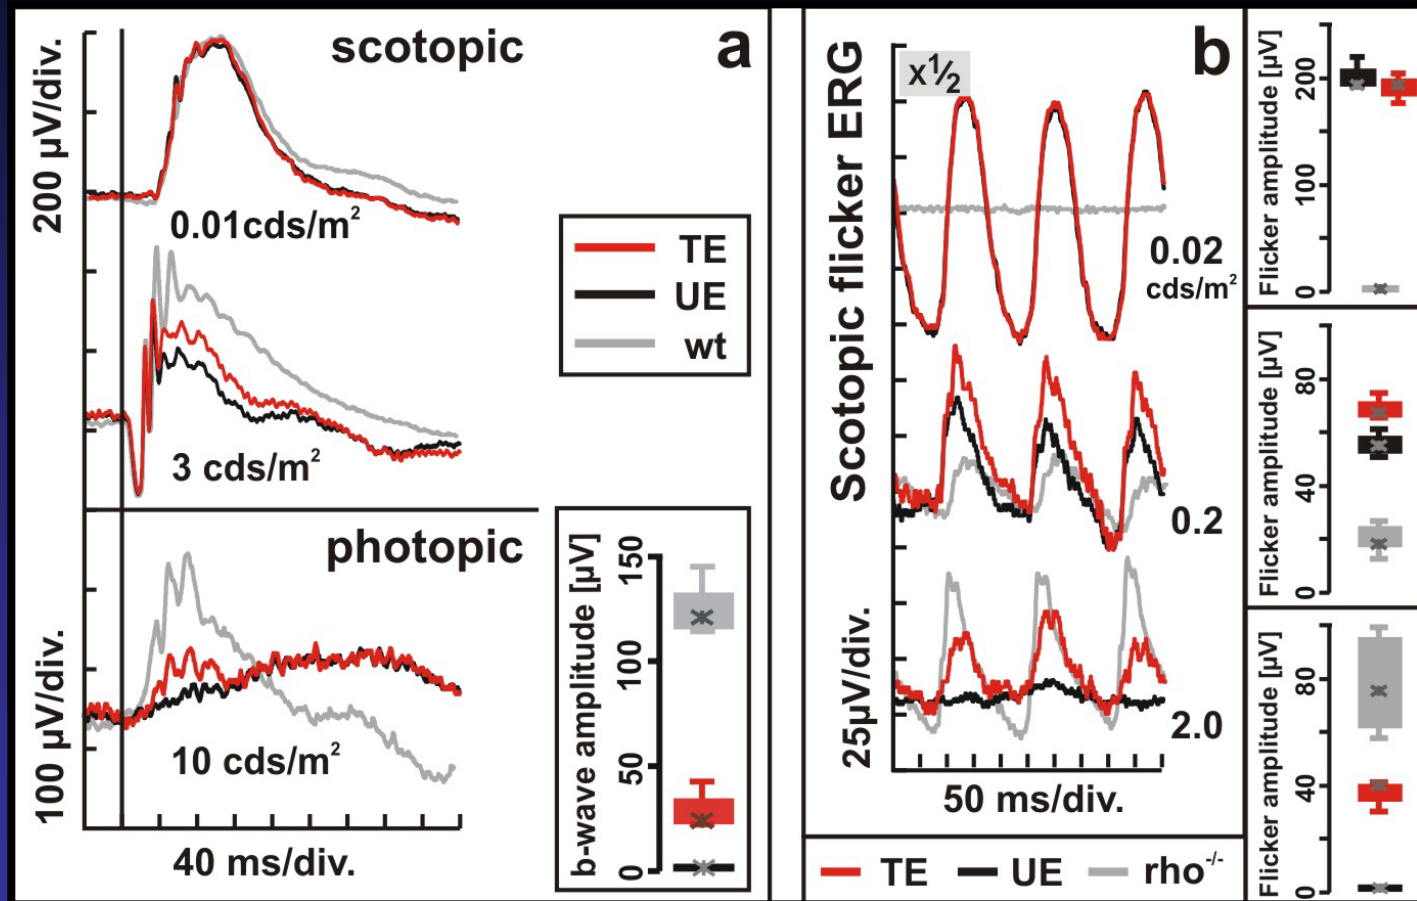 scotopic
a
200 µV/div.
0.01cds/m²
TE
UE
wt
3 cds/m²
photopic
100 µV/div.
10 cds/m²
40 ms/div.
b-wave amplitude [µV]
150
100
50
0
b
Scotopic flicker ERG
x½
0.02
cds/m²
0.2
2.0
25µV/div.
50 ms/div.
TE UE rho⁻/⁻
Flicker amplitude [µV]
200
100
0
Flicker amplitude [µV]
80
40
0
Flicker amplitude [µV]
80
40
0